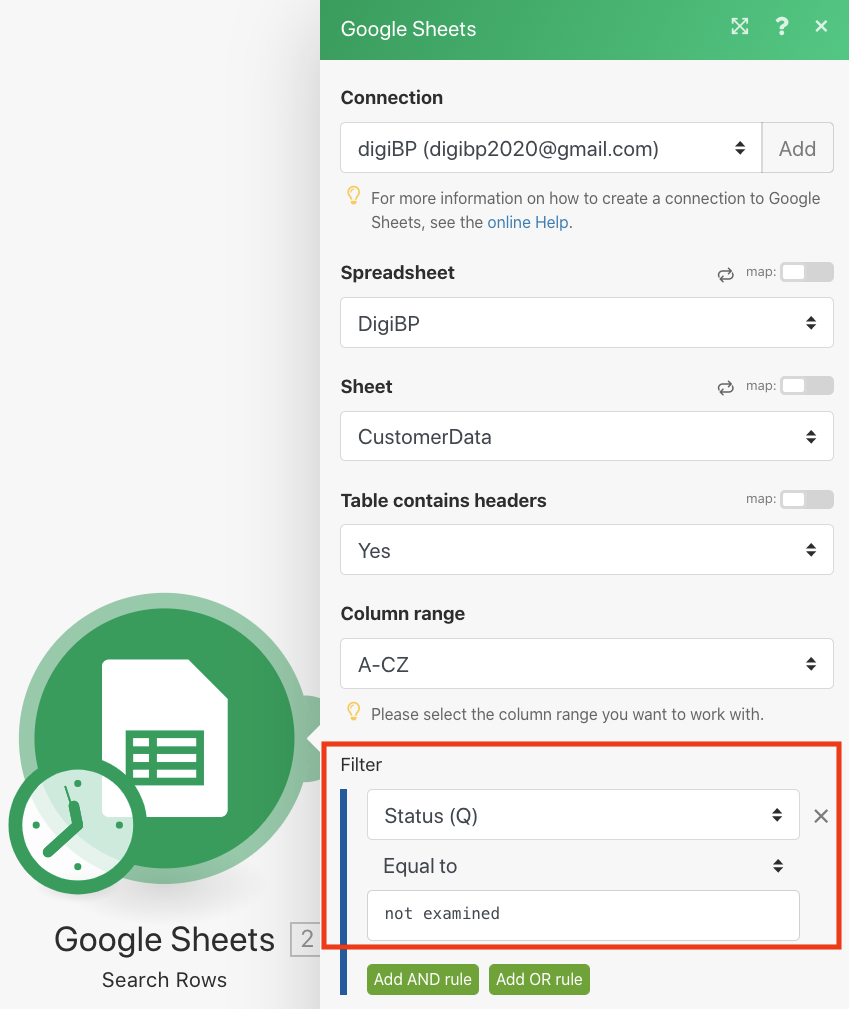 Google Sheets
Connection
digiBP (digibp2020@gmail.com)
Add
For more information on how to create a connection to Google
Sheets, see the online Help.
Spreadsheet
map:
DigiBP
Sheet
map:
CustomerData
Table contains headers
map:
Yes
Column range
A-CZ
Please select the column range you want to work with.
Filter
Status (Q)
Equal to
not examined
Add AND rule
Add OR rule
Google Sheets
2
Search Rows